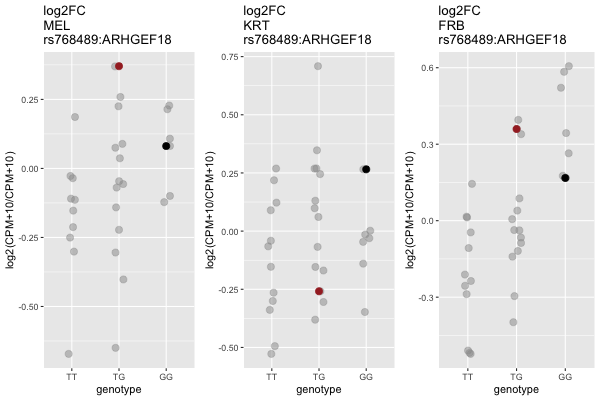 log2FC
MEL
rs768489:ARHGEF18
log2(CPM+10/CPM+10)
0.25
0.00
-0.25
-0.50
TT TG GG
genotype
log2FC
KRT
rs768489:ARHGEF18
log2(CPM+10/CPM+10)
0.75
0.50
0.25
0.00
-0.25
-0.50
TT TG GG
genotype
log2FC
FRB
rs768489:ARHGEF18
log2(CPM+10/CPM+10)
0.6
0.3
0.0
-0.3
TT TG GG
genotype